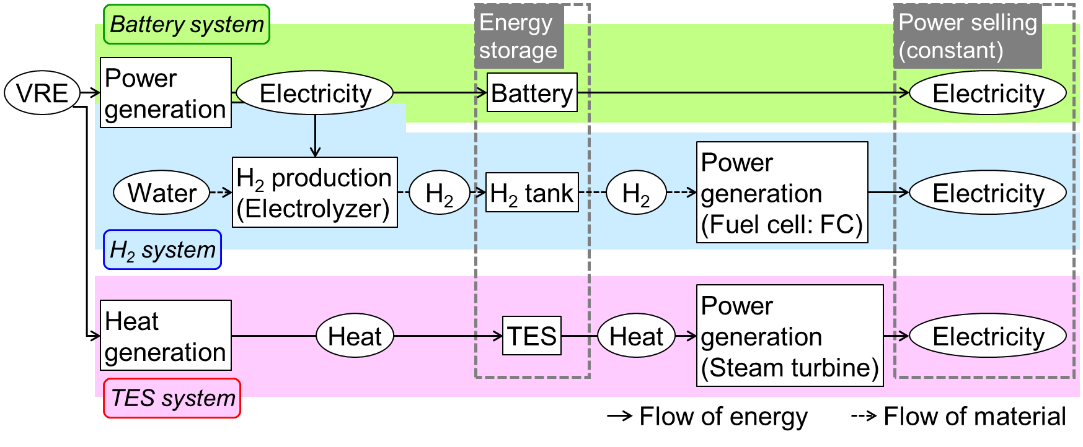 Battery system
Energy
storage
Power selling
(constant)
VRE
Power
generation
Electricity
Battery
Electricity
Water
H₂ production
(Electrolyzer)
H₂
H₂ tank
H₂
Power
generation
(Fuel cell: FC)
Electricity
H₂ system
Heat
generation
Heat
TES
Heat
Power
generation
(Steam turbine)
Electricity
TES system
Flow of energy
Flow of material